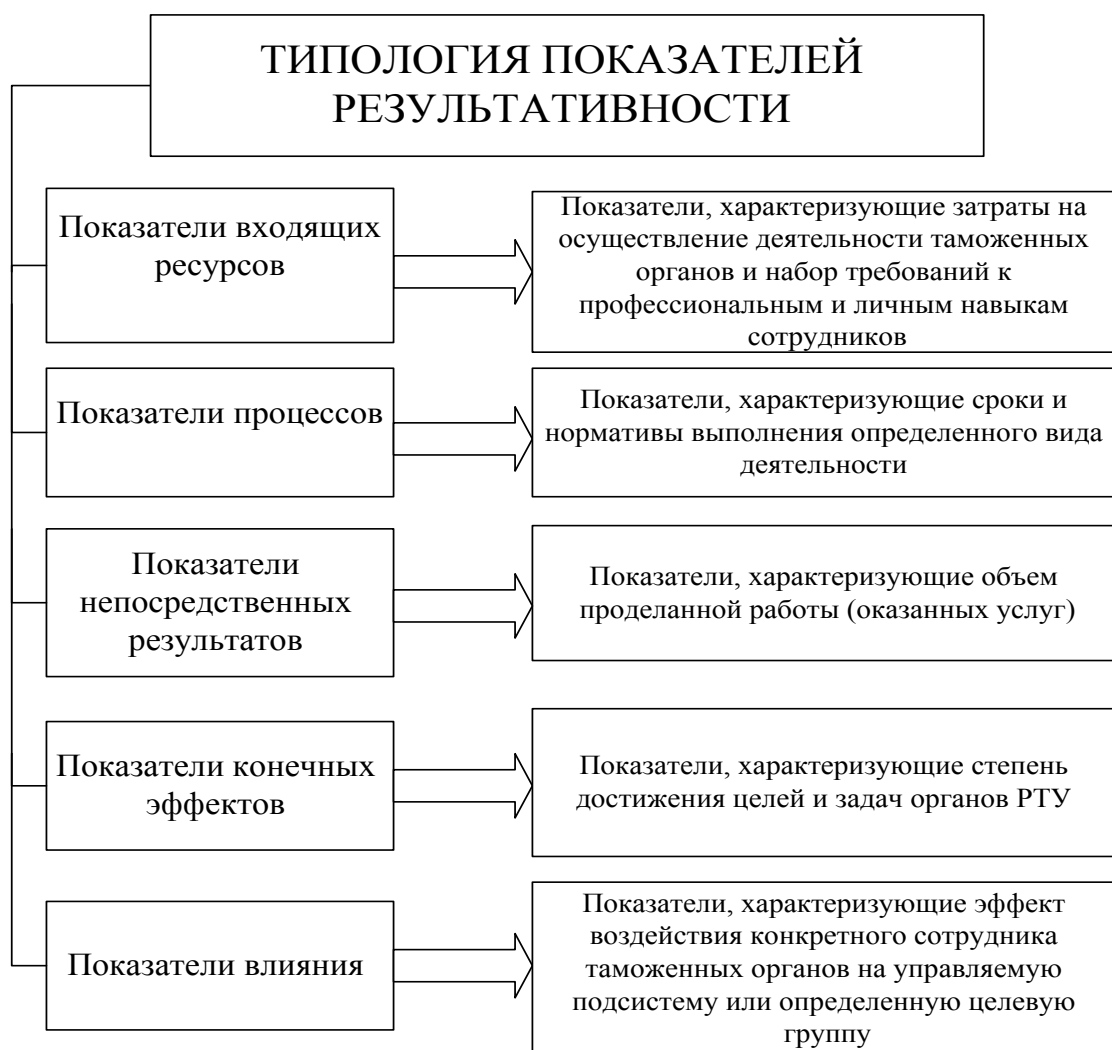 ТИПОЛОГИЯ ПОКАЗАТЕЛЕЙ
РЕЗУЛЬТАТИВНОСТИ
Показатели входящих
ресурсов
Показатели, характеризующие затраты на
осуществление деятельности таможенных
органов и набор требований к
профессиональным и личным навыкам
сотрудников
Показатели процессов
Показатели, характеризующие сроки и
нормативы выполнения определенного вида
деятельности
Показатели
непосредственных
результатов
Показатели, характеризующие объем
проделанной работы (оказанных услуг)
Показатели конечных
эффектов
Показатели, характеризующие степень
достижения целей и задач органов РТУ
Показатели влияния
Показатели, характеризующие эффект
воздействия конкретного сотрудника
таможенных органов на управляемую
подсистему или определенную целевую
группу